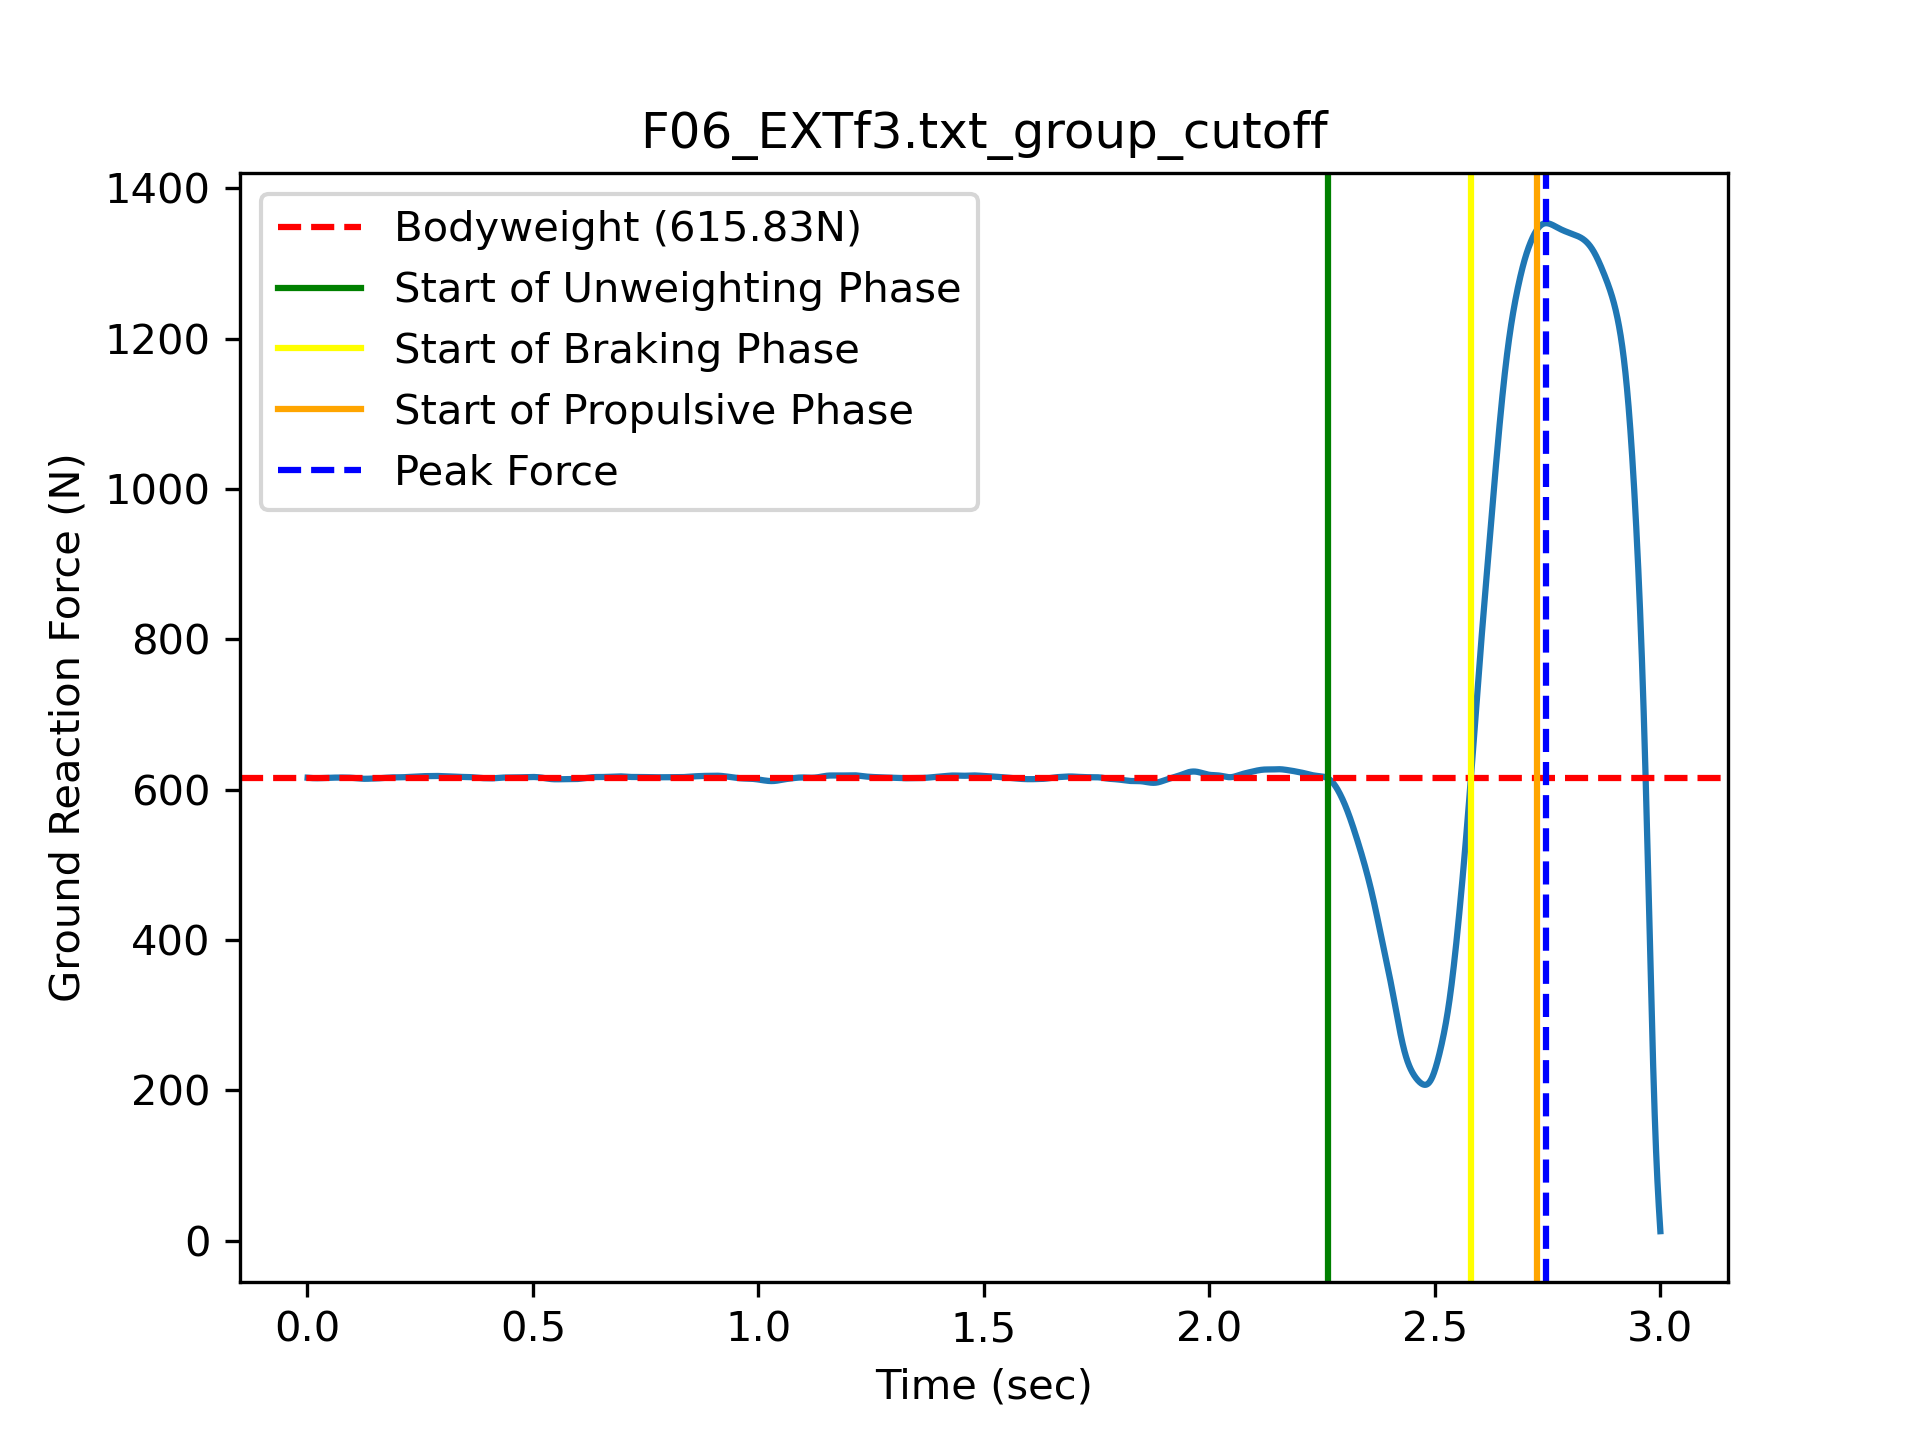 F06_EXTf3.txt_group_cutoff
Bodyweight (615.83N)
Start of Unweighting Phase
Start of Braking Phase
Start of Propulsive Phase
Peak Force
Ground Reaction Force (N)
1400
1200
1000
800
600
400
200
0
0.0 0.5 1.0 1.5 2.0 2.5 3.0
Time (sec)